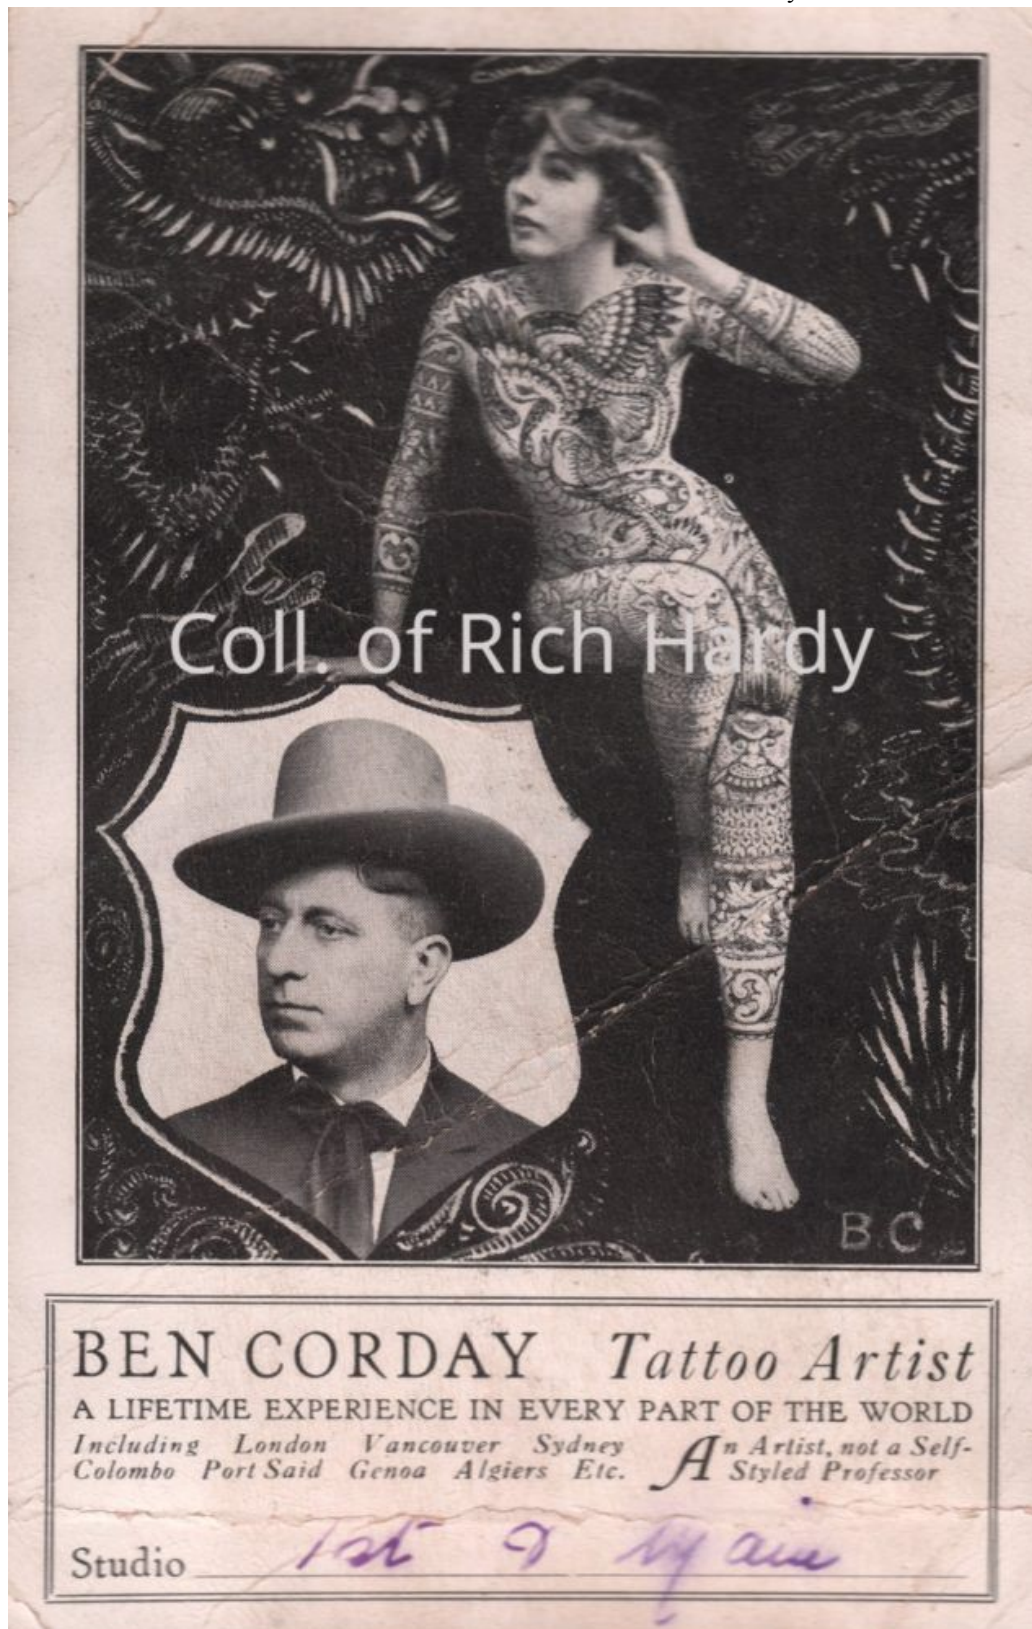 Coll. of Rich Hardy
B.C.
BEN CORDAY Tattoo Artist
A LIFETIME EXPERIENCE IN EVERY PART OF THE WORLD
Including London Vancouver Sydney
Colombo Port Said Genoa Algiers Etc.
An Artist, not a Self-
Styled Professor
Studio 1st & Main